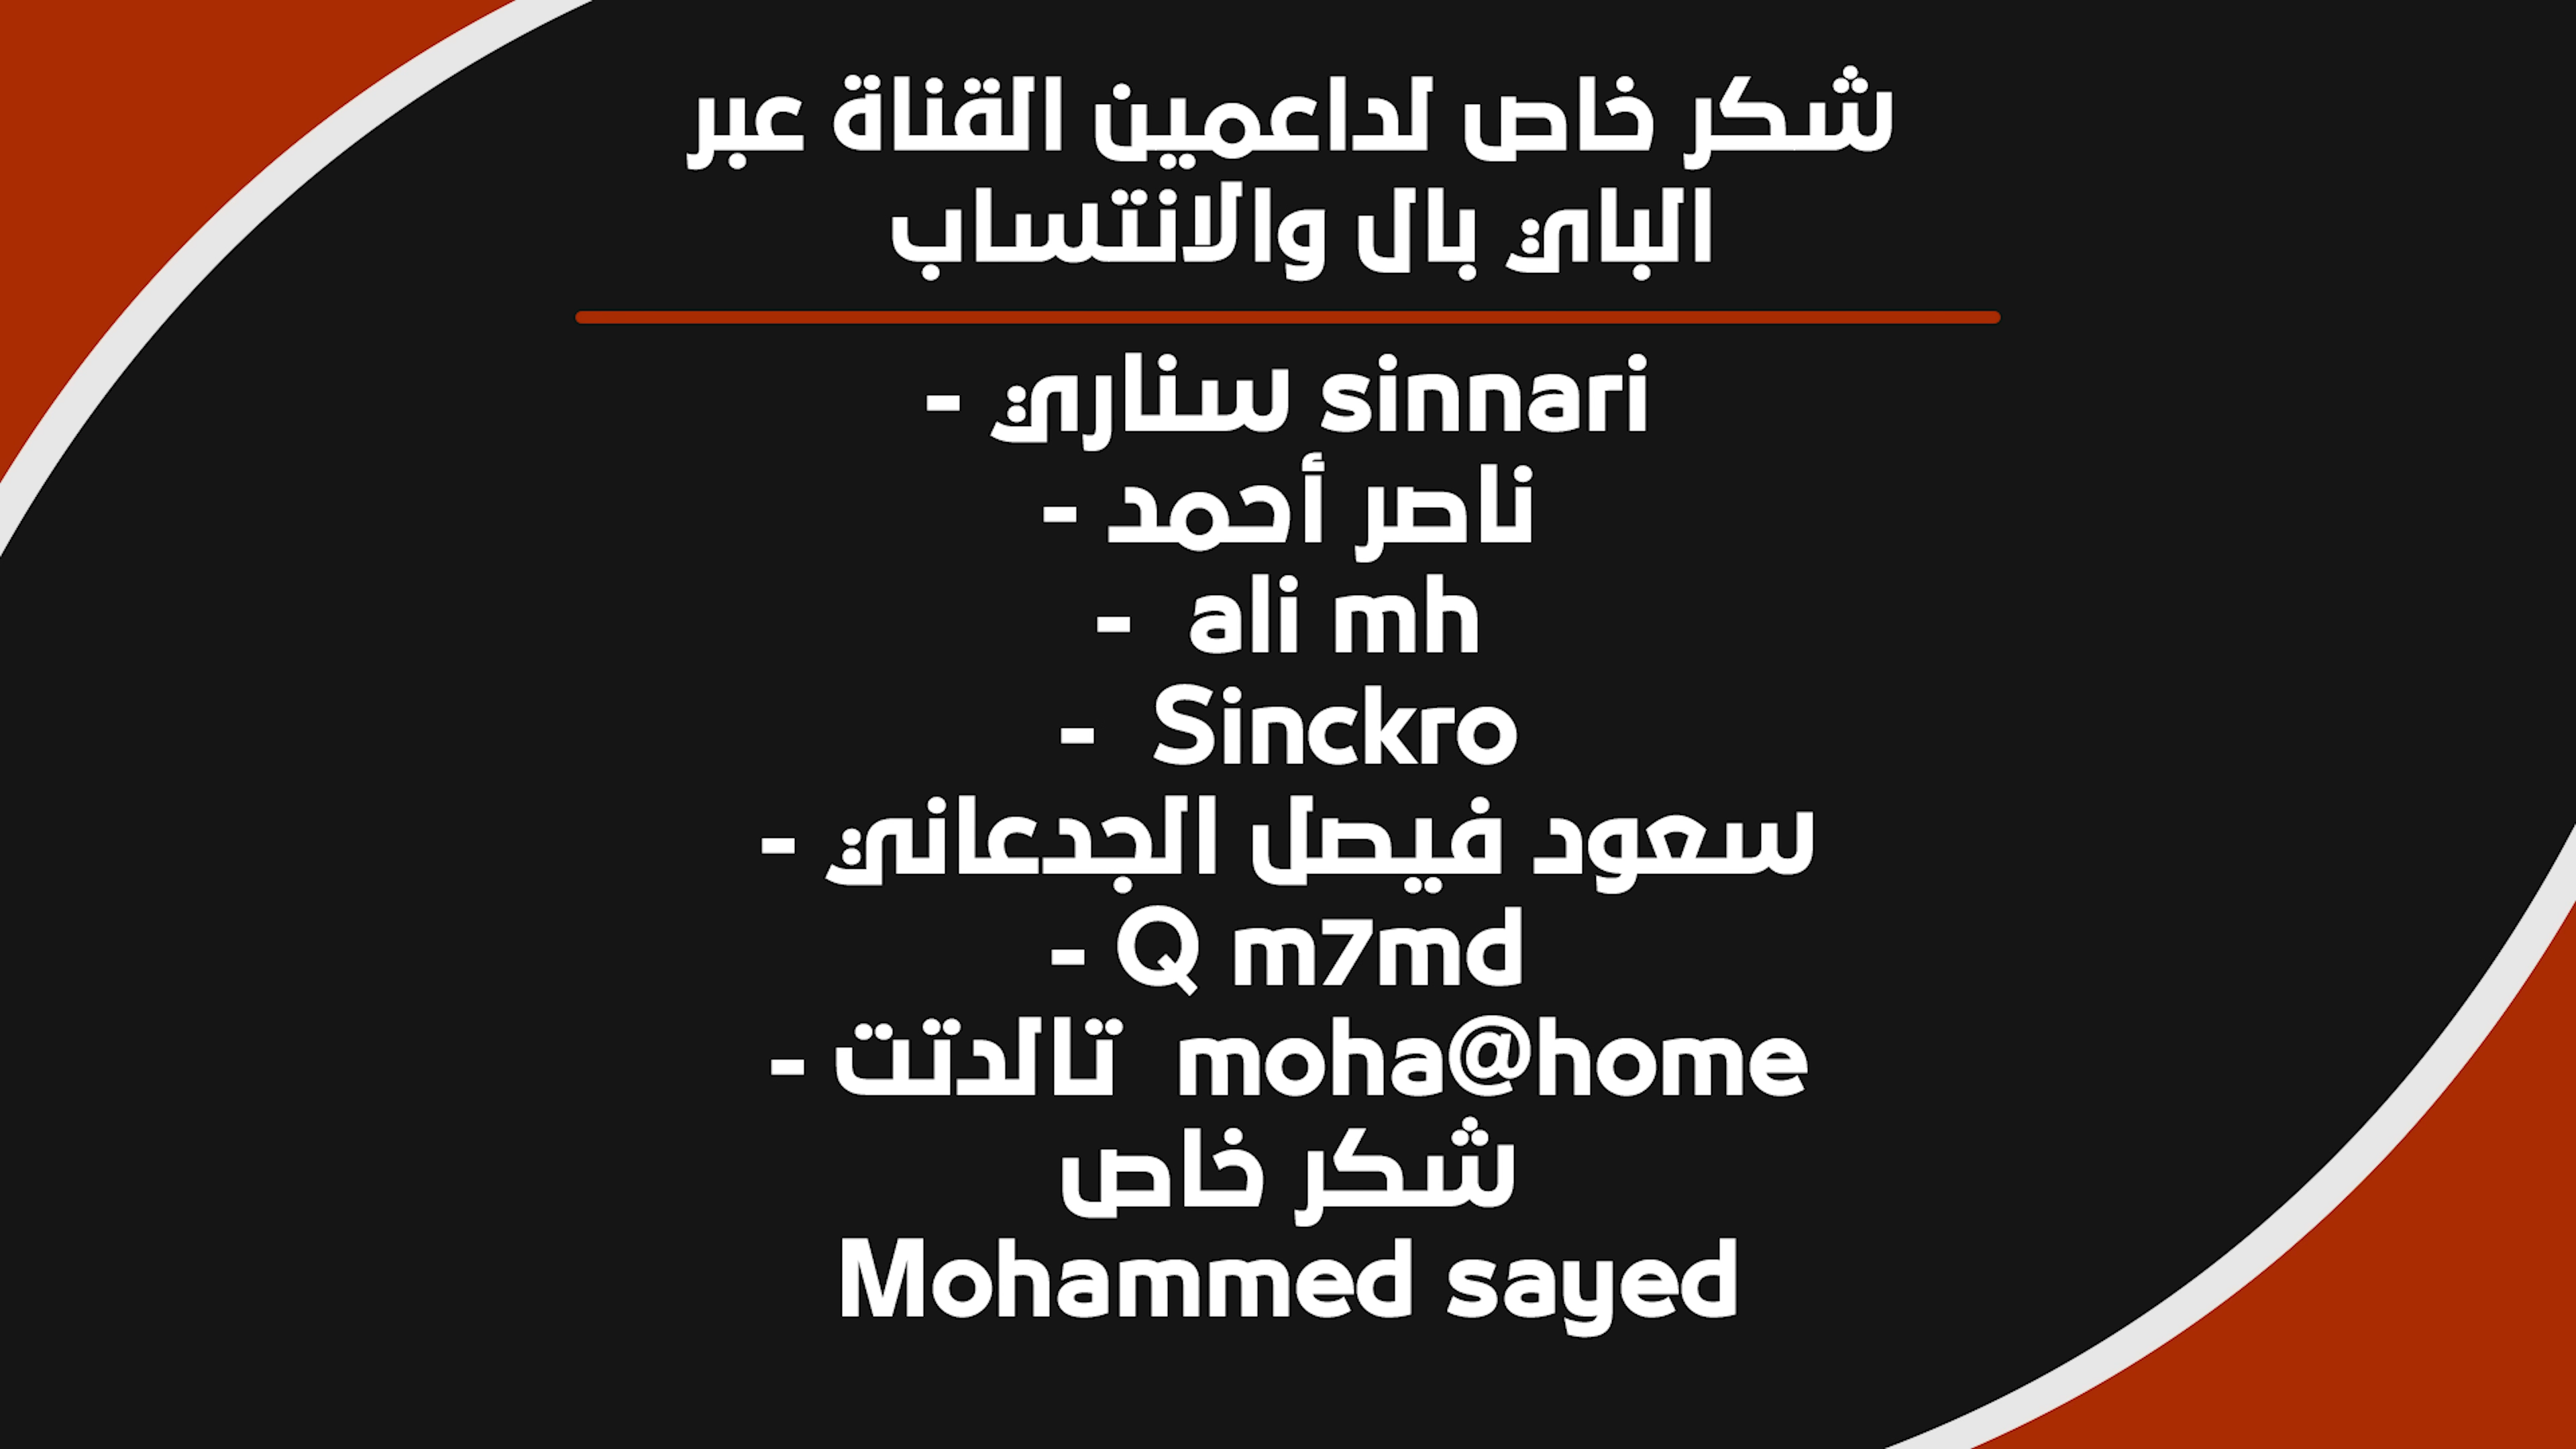 شكر خاص لداعمين القناة عبر
الباي بال والانتساب
sinnari سناري -
ناصر أحمد -
- ali mh
- Sinckro
سعود فيصل الجدعاني -
- Q m7md
moha@home تالدتت -
شكر خاص
Mohammed sayed